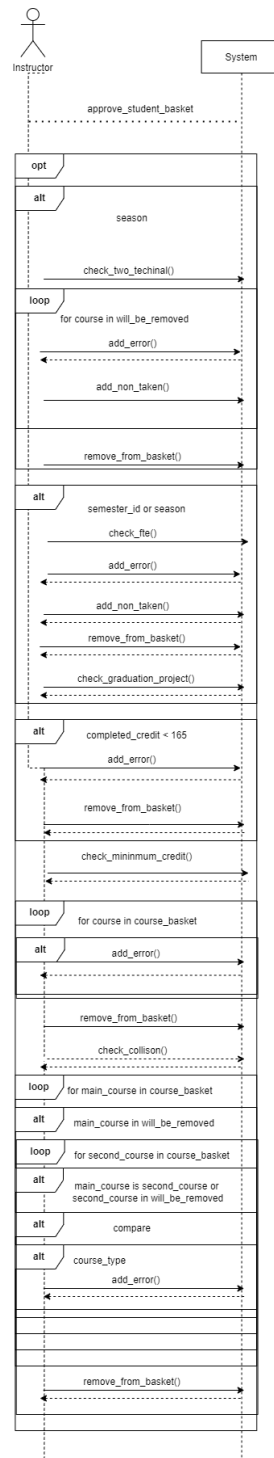 Instructor
System
approve_student_basket
opt
alt
season
check_two_techinal()
loop
for course in will_be_removed
add_error()
add_non_taken()
remove_from_basket()
alt
semester_id or season
check_fte()
add_error()
add_non_taken()
remove_from_basket()
check_graduation_project()
alt
completed_credit < 165
add_error()
remove_from_basket()
check_mininmum_credit()
loop
for course in course_basket
alt
add_error()
remove_from_basket()
check_collison()
loop
for main_course in course_basket
alt
main_course in will_be_removed
loop
for second_course in course_basket
alt
main_course is second_course or
second_course in will_be_removed
alt
compare
alt
course_type
add_error()
remove_from_basket()